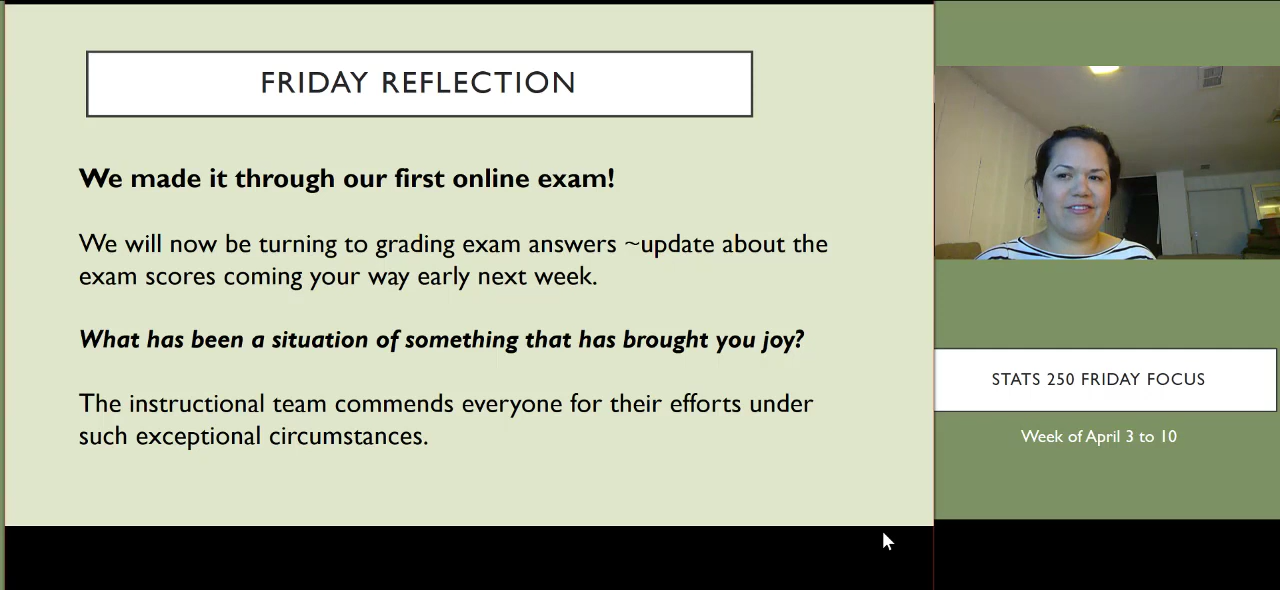 FRIDAY REFLECTION
We made it through our first online exam!
We will now be turning to grading exam answers ~update about the
exam scores coming your way early next week.
What has been a situation of something that has brought you joy?
The instructional team commends everyone for their efforts under
such exceptional circumstances.
STATS 250 FRIDAY FOCUS
Week of April 3 to 10